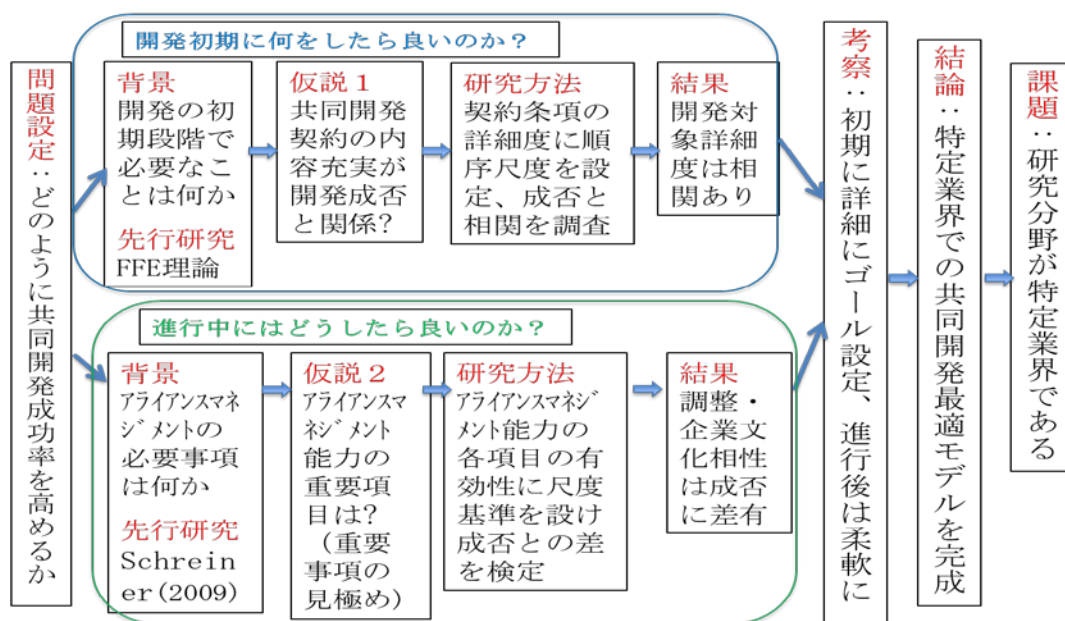 問題設定：どのように共同開発成功率を高めるか
開発初期に何をしたら良いのか？
背景
開発の初
期段階で
必要なこ
とは何か
先行研究
FFE理論
仮説１
共同開発
契約の内
容充実が
開発成否
と関係?
研究方法
契約条項の
詳細度に順
序尺度を設
定、成否と
相関を調査
結果
開発対
象詳細
度は相
関あり
進行中にはどうしたら良いのか？
背景
ｱﾗｲｱﾝｽﾏﾈ
ｼﾞﾒﾝﾄの
必要事項
は何か
先行研究
Schrein
er(2009)
仮説２
ｱﾗｲｱﾝｽﾏ
ﾈｼﾞﾒﾝﾄ
能力の
重要項
目は?
（重要
事項の
見極め）
研究方法
ｱﾗｲｱﾝｽﾏﾈｼﾞ
ﾒﾝﾄ能力の
各項目の有
効性に尺度
基準を設け
成否との差
を検定
結果
調整・
企業文
化相性
は成否
に差有
考察：初期に詳細にゴール設定、進行後は柔軟に
結論：特定業界での共同開発最適モデルを完成
課題：研究分野が特定業界である